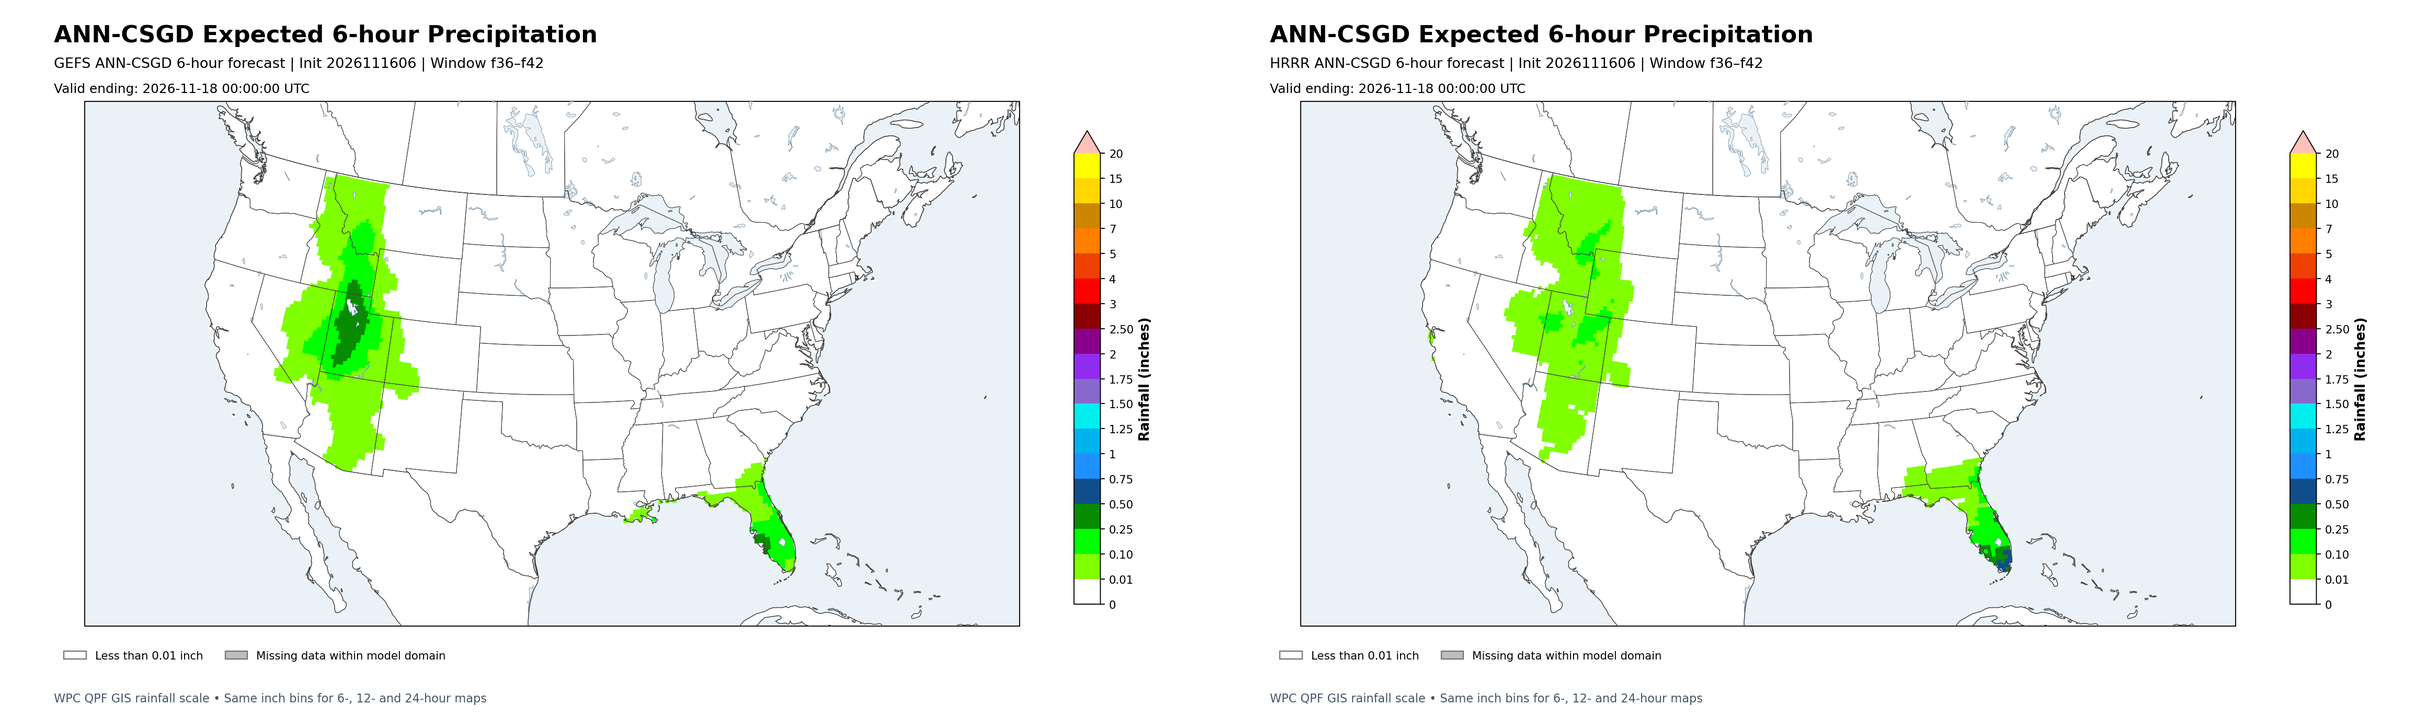 ANN-CSGD Expected 6-hour Precipitation
GEFS ANN-CSGD 6-hour forecast | Init 2026111606 | Window f36–f42
Valid ending: 2026-11-18 00:00:00 UTC
20
15
10
7
5
4
3
2.50
2
1.75
1.50
1.25
1
0.75
0.50
0.25
0.10
0.01
0
Rainfall (inches)
Less than 0.01 inch
Missing data within model domain
WPC QPF GIS rainfall scale • Same inch bins for 6-, 12- and 24-hour maps
ANN-CSGD Expected 6-hour Precipitation
HRRR ANN-CSGD 6-hour forecast | Init 2026111606 | Window f36–f42
Valid ending: 2026-11-18 00:00:00 UTC
20
15
10
7
5
4
3
2.50
2
1.75
1.50
1.25
1
0.75
0.50
0.25
0.10
0.01
0
Rainfall (inches)
Less than 0.01 inch
Missing data within model domain
WPC QPF GIS rainfall scale • Same inch bins for 6-, 12- and 24-hour maps